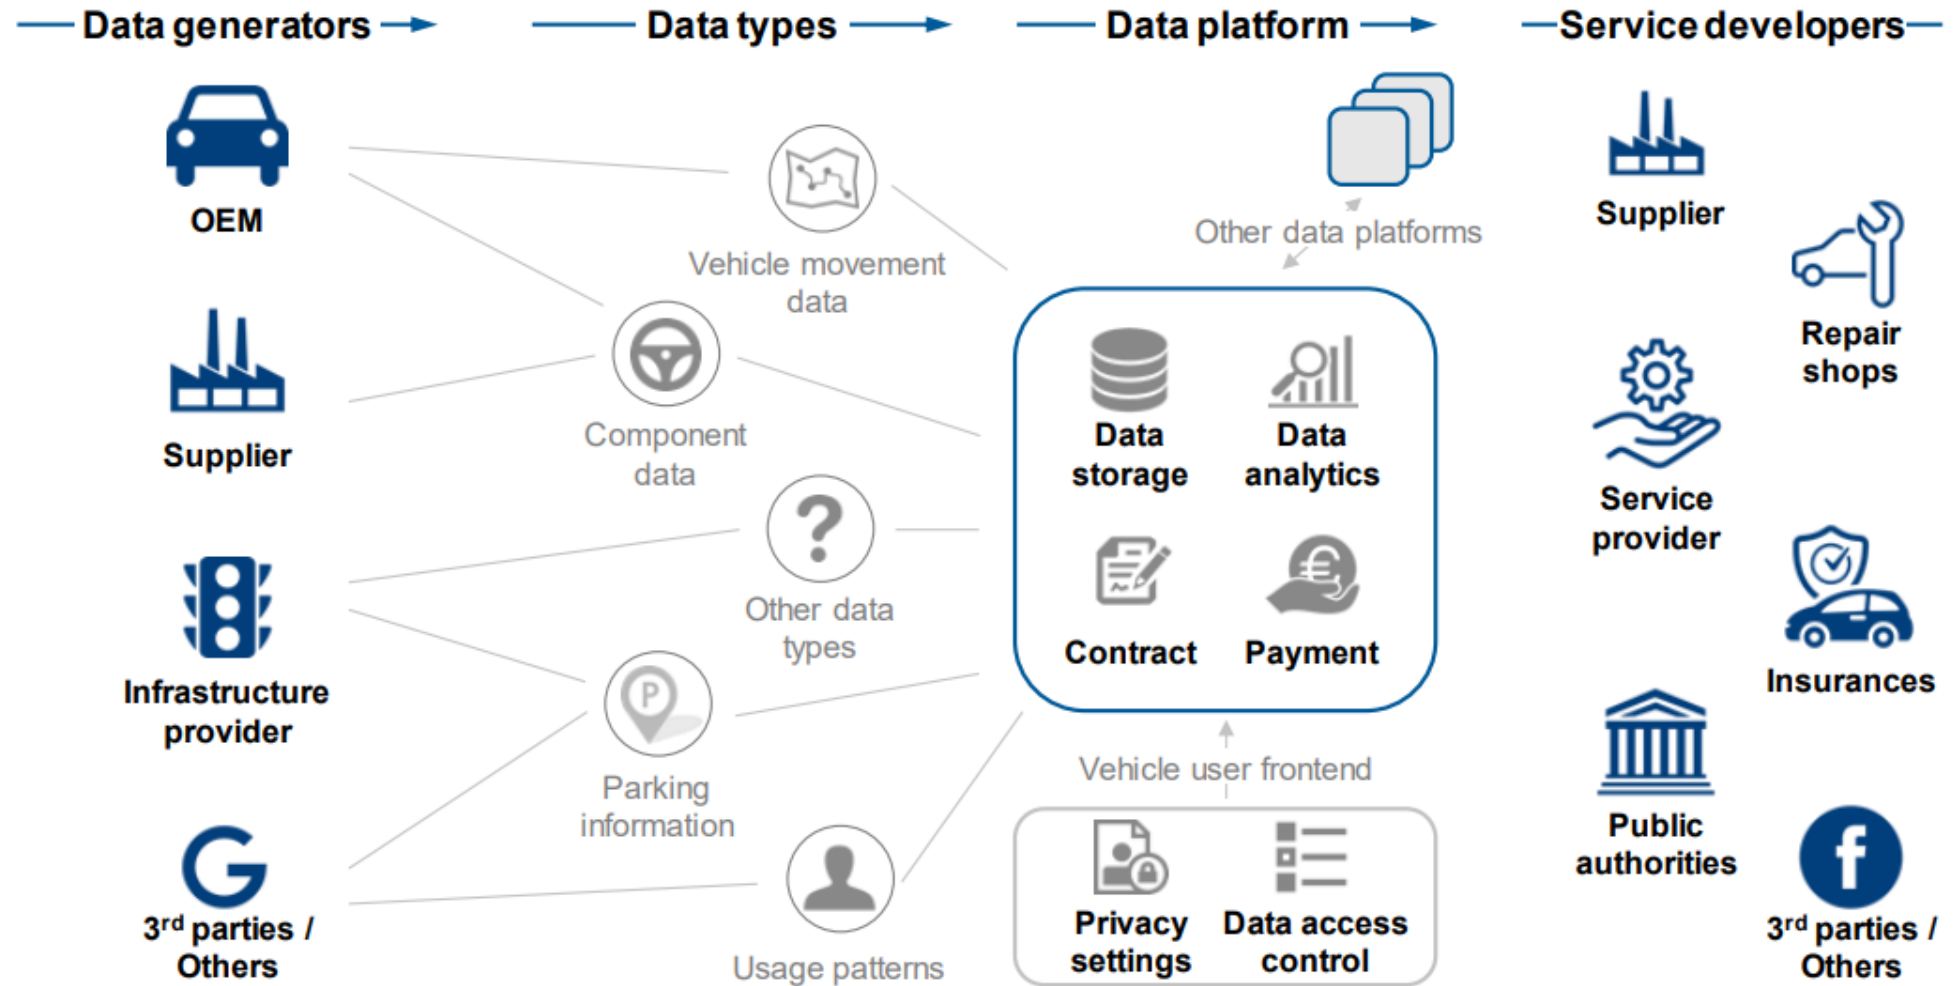 Data generators
Data types
Data platform
Service developers
OEM
Supplier
Infrastructure
provider
G
3rd parties /
Others
Vehicle movement
data
Component
data
Other data
types
P
Parking
information
Usage patterns
Other data platforms
Data
storage
Data
analytics
Contract
€
Payment
Vehicle user frontend
Privacy
settings
Data access
control
Supplier
Repair
shops
Service
provider
Insurances
Public
authorities
f
3rd parties /
Others